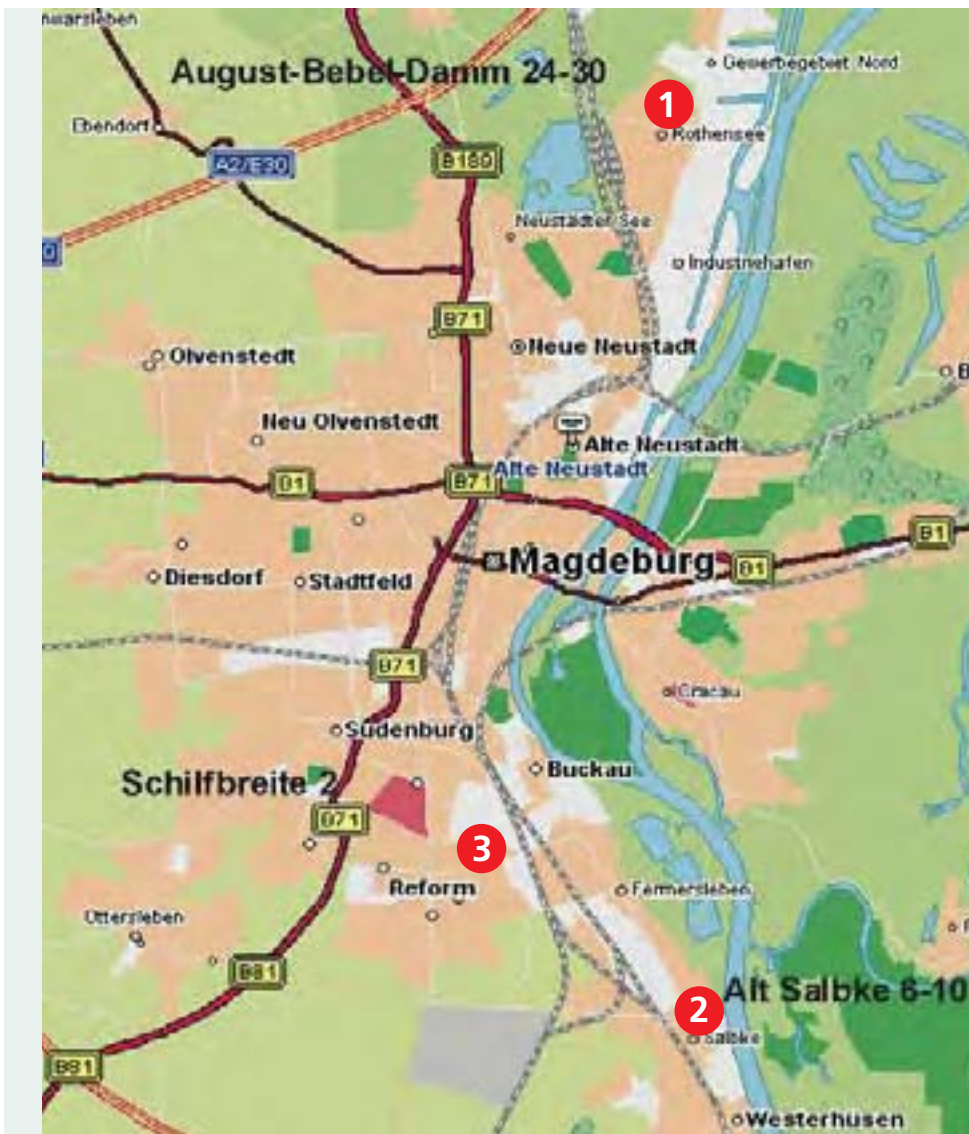 August-Bebel-Damm 24-30
Gewerbegebiet Nord
1
Ebendorf
Rothensee
A2/E30
B180
Neustädter See
Industriehafen
B71
Neue Neustadt
Olvenstedt
Neu Olvenstedt
Alte Neustadt
Alte Neustadt
B1
B71
B1
Magdeburg
B1
Diesdorf
Stadtfeld
B71
Cracau
Sudenburg
Buckau
Schilfbreite 2
B71
3
Reform
Fermersleben
Ottersleben
B81
Alt Salbke 6-10
2
Salbke
B81
Westerhusen